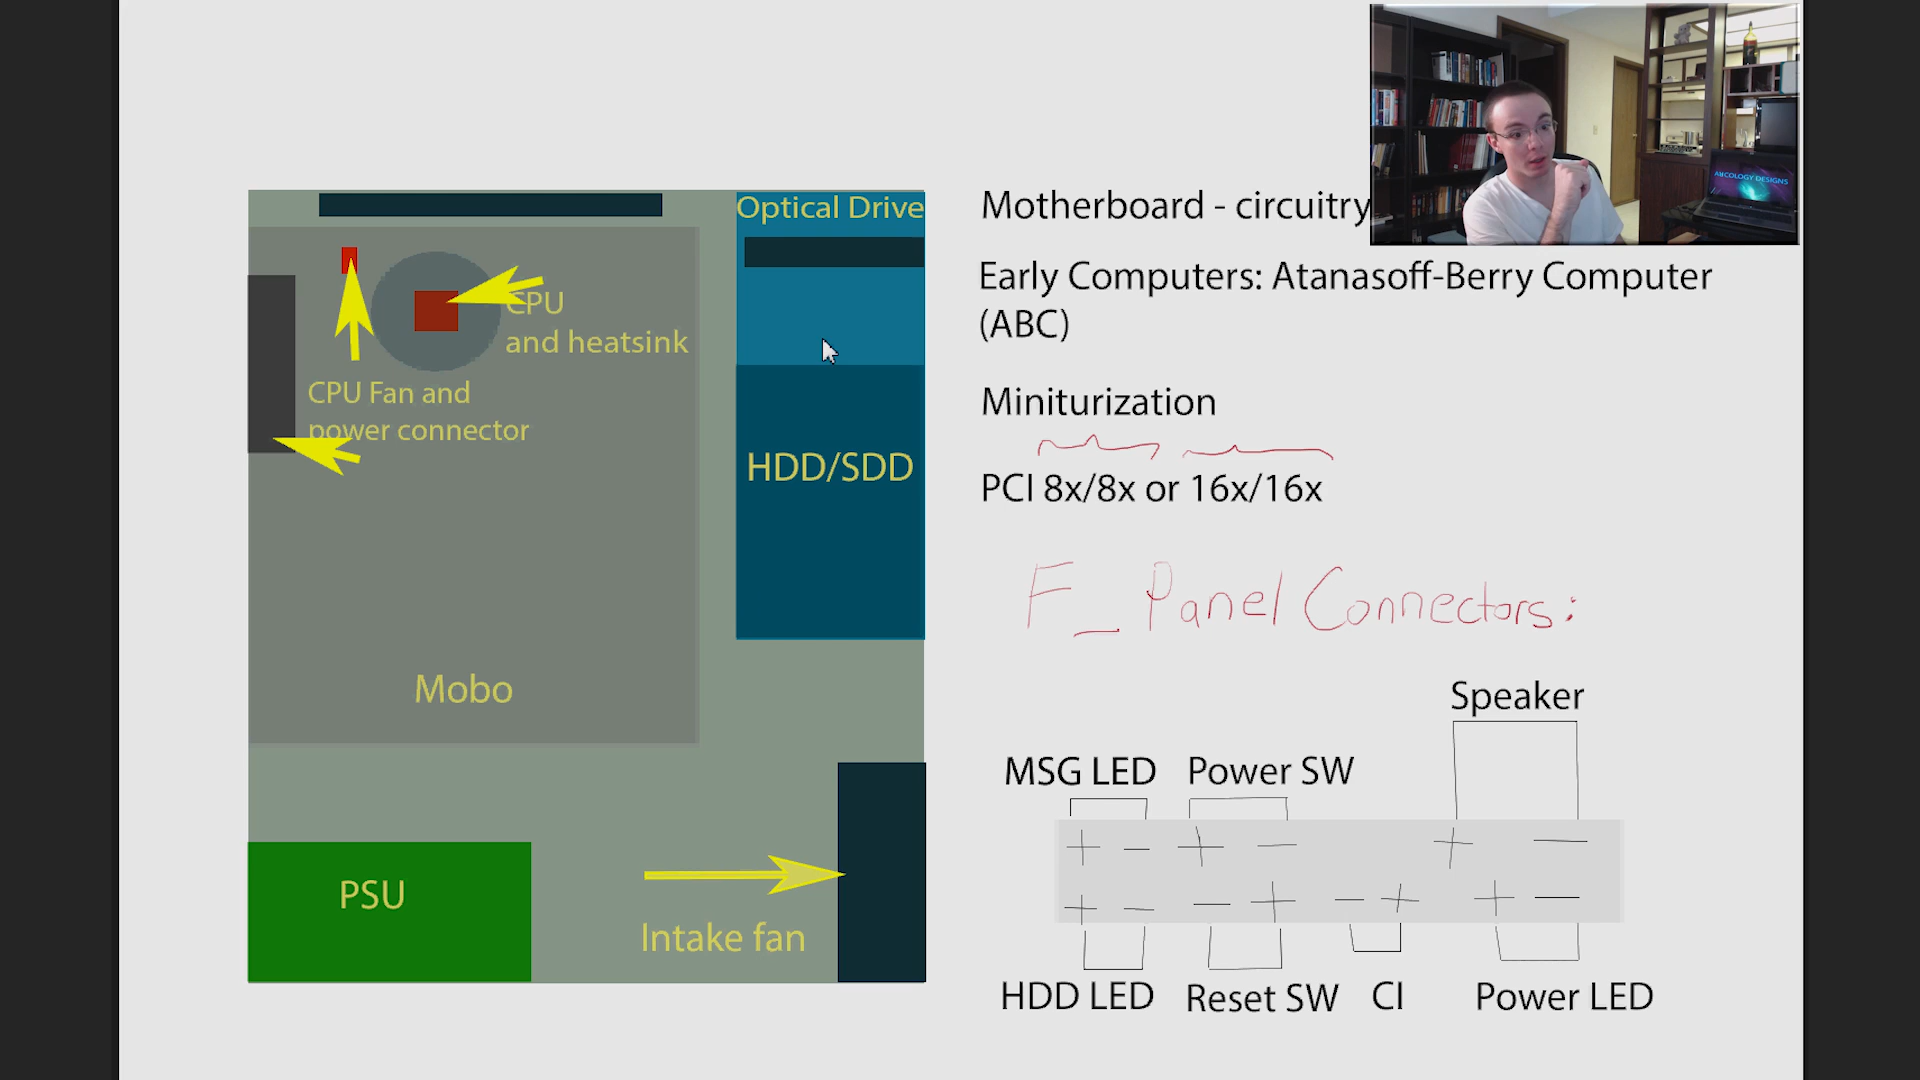 Optical Drive
CPU
and heatsink
CPU Fan and
power connector
HDD/SDD
Mobo
PSU
Intake fan
Motherboard - circuitry
Early Computers: Atanasoff-Berry Computer
(ABC)
Miniturization
PCI 8x/8x or 16x/16x
F_Panel Connectors:
Speaker
MSG LED Power SW
+ - + - + -
+ - - + - + + -
HDD LED Reset SW CI Power LED